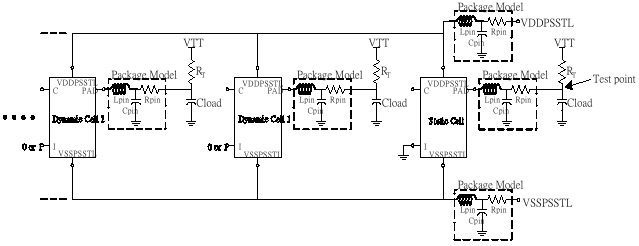 Package Model
Lpin Rpin VDDPSSTL
Cpin
VTT VTT VTT
Package Model RT Package Model RT Package Model RT Test point
VDDPSSTL VDDPSSTL VDDPSSTL
C PAD C PAD C PAD
Lpin Rpin Lpin Rpin Lpin Rpin
Cpin Cload Cpin Cload Cpin Cload
Dynamic Cell 2 Dynamic Cell 1 Static Cell
0 or 1 I 0 or 1 I I
VSSPSSTL VSSPSSTL VSSPSSTL
Package Model
Lpin Rpin VSSPSSTL
Cpin